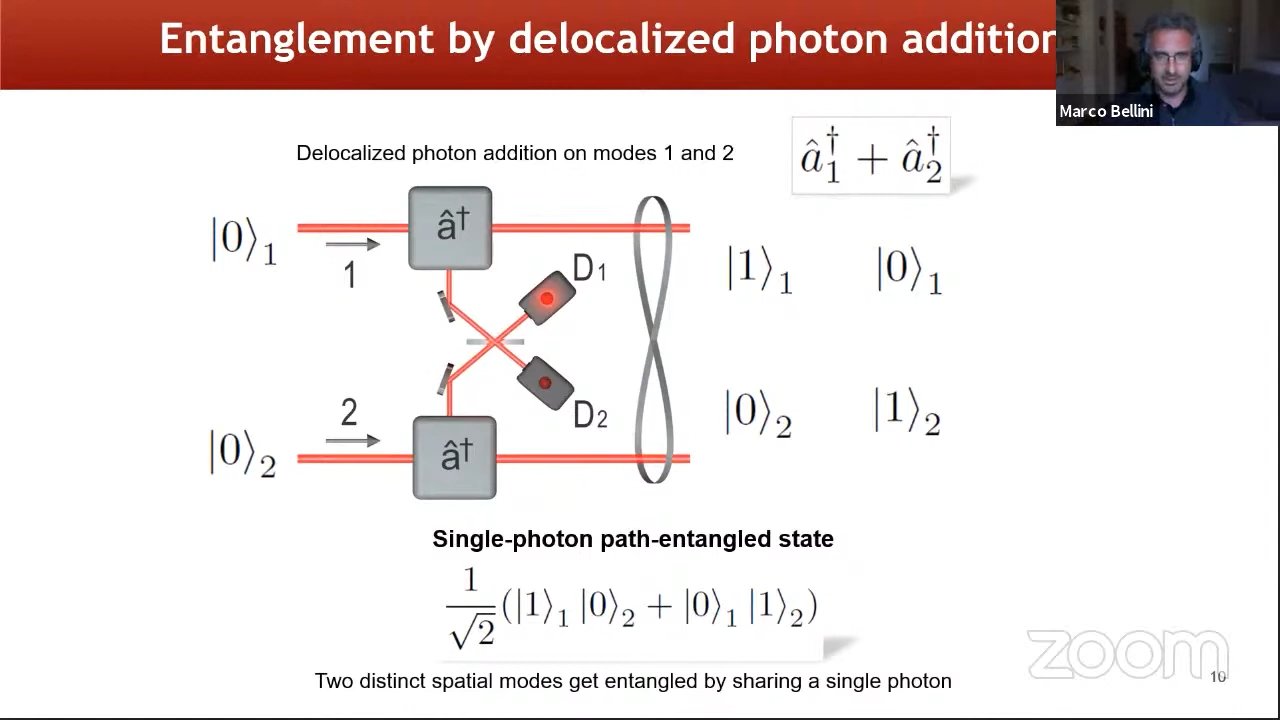 Entanglement by delocalized photon addition
Marco Bellini
Delocalized photon addition on modes 1 and 2
â₁† + â₂†
|0⟩₁
1
â†
D₁
|1⟩₁ |0⟩₁
D₂
|0⟩₂ |1⟩₂
2
|0⟩₂
â†
Single-photon path-entangled state
1/√2 (|1⟩₁ |0⟩₂ + |0⟩₁ |1⟩₂)
Two distinct spatial modes get entangled by sharing a single photon
zoom
10